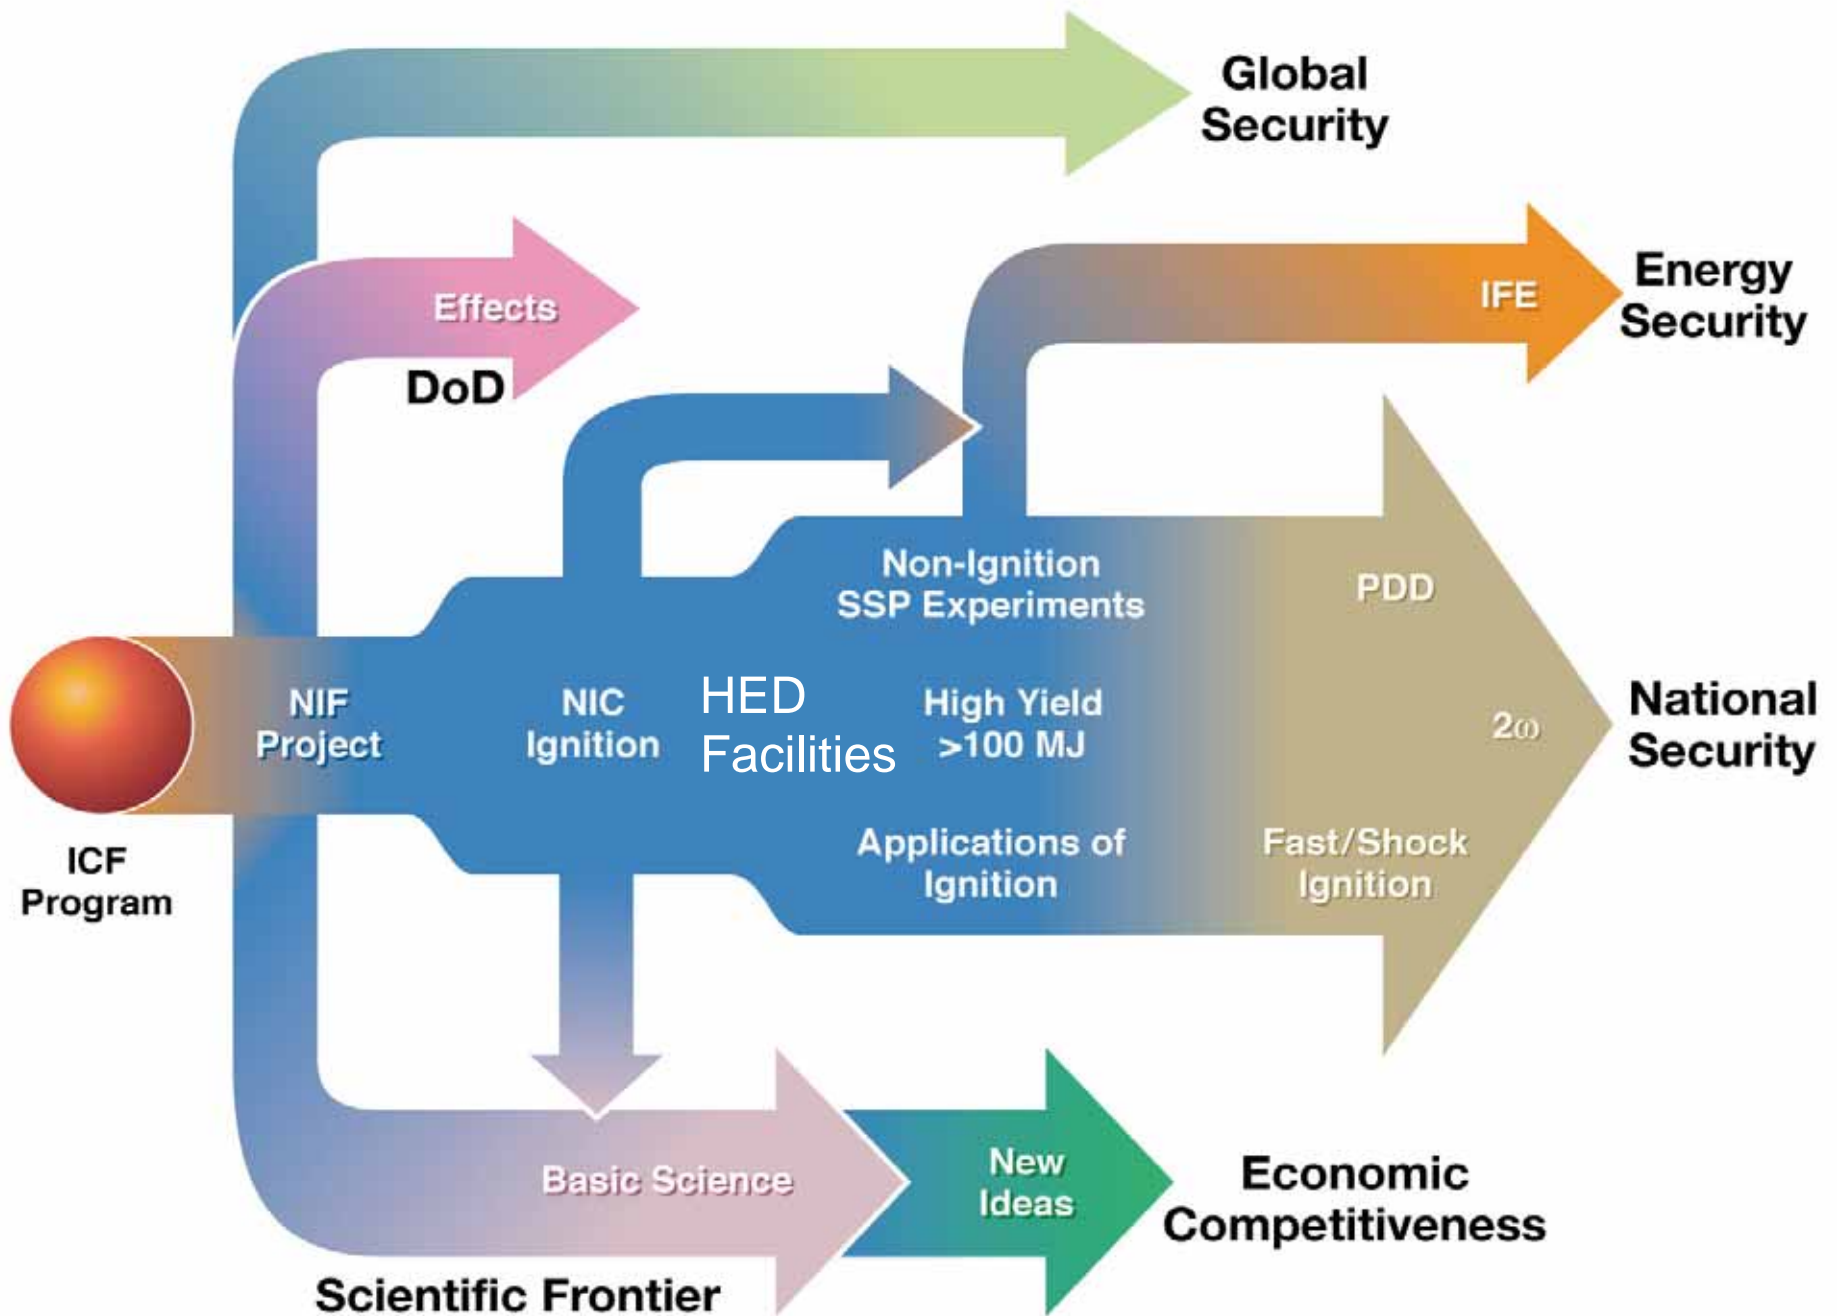 Global
Security
Effects
DoD
IFE
Energy
Security
Non-Ignition
SSP Experiments
PDD
NIF
Project
NIC
Ignition
HED
Facilities
High Yield
>100 MJ
2ω
National
Security
Applications of
Ignition
Fast/Shock
Ignition
ICF
Program
Basic Science
New
Ideas
Economic
Competitiveness
Scientific Frontier